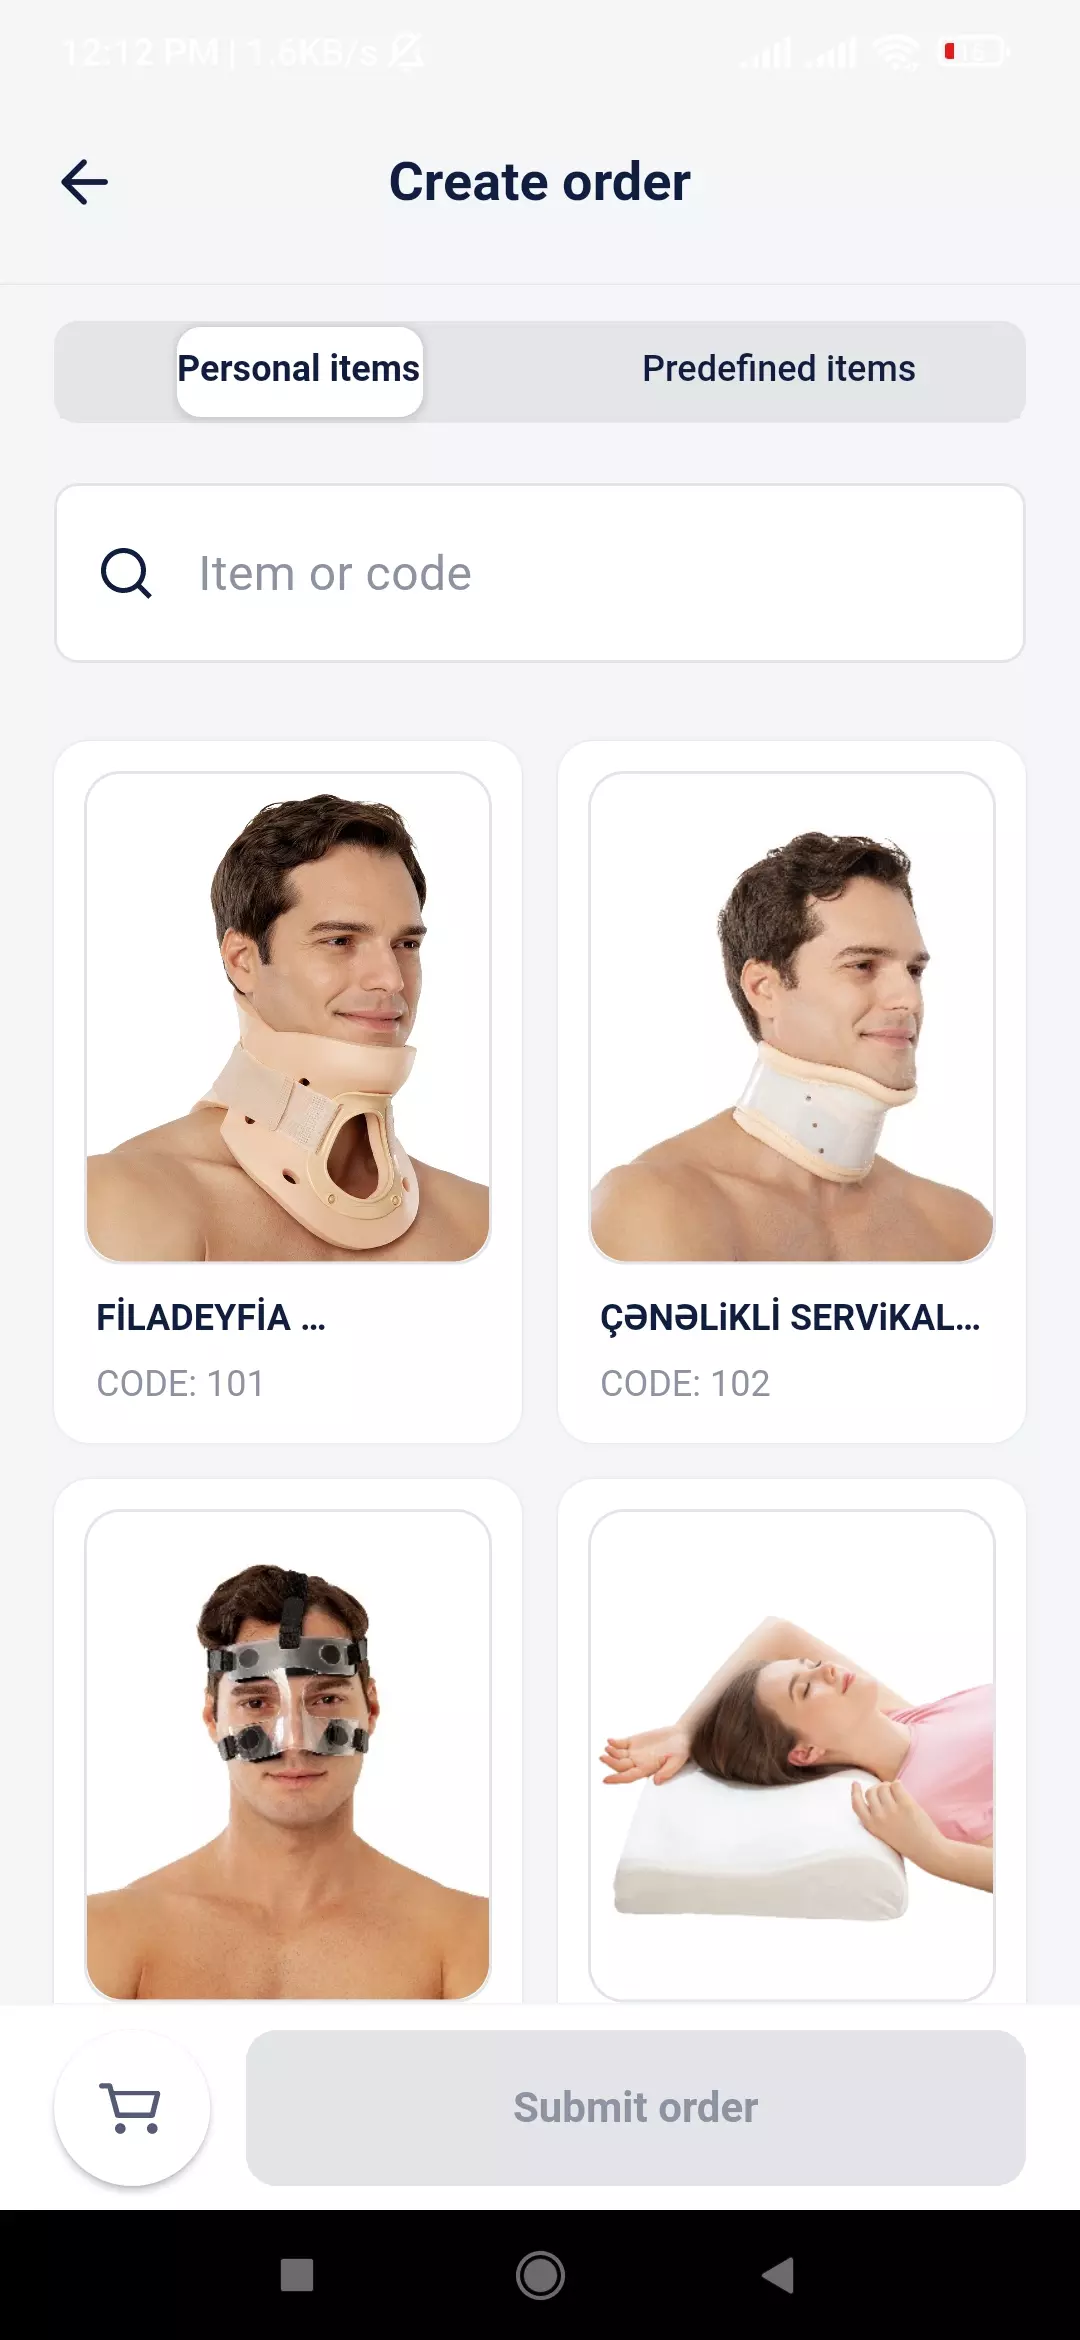 12:12 PM | 1.6KB/s
16
Create order
Personal items
Predefined items
Item or code
FİLADEYFİA ...
CODE: 101
ÇƏNƏLiKLİ SERViKAL...
CODE: 102
Submit order